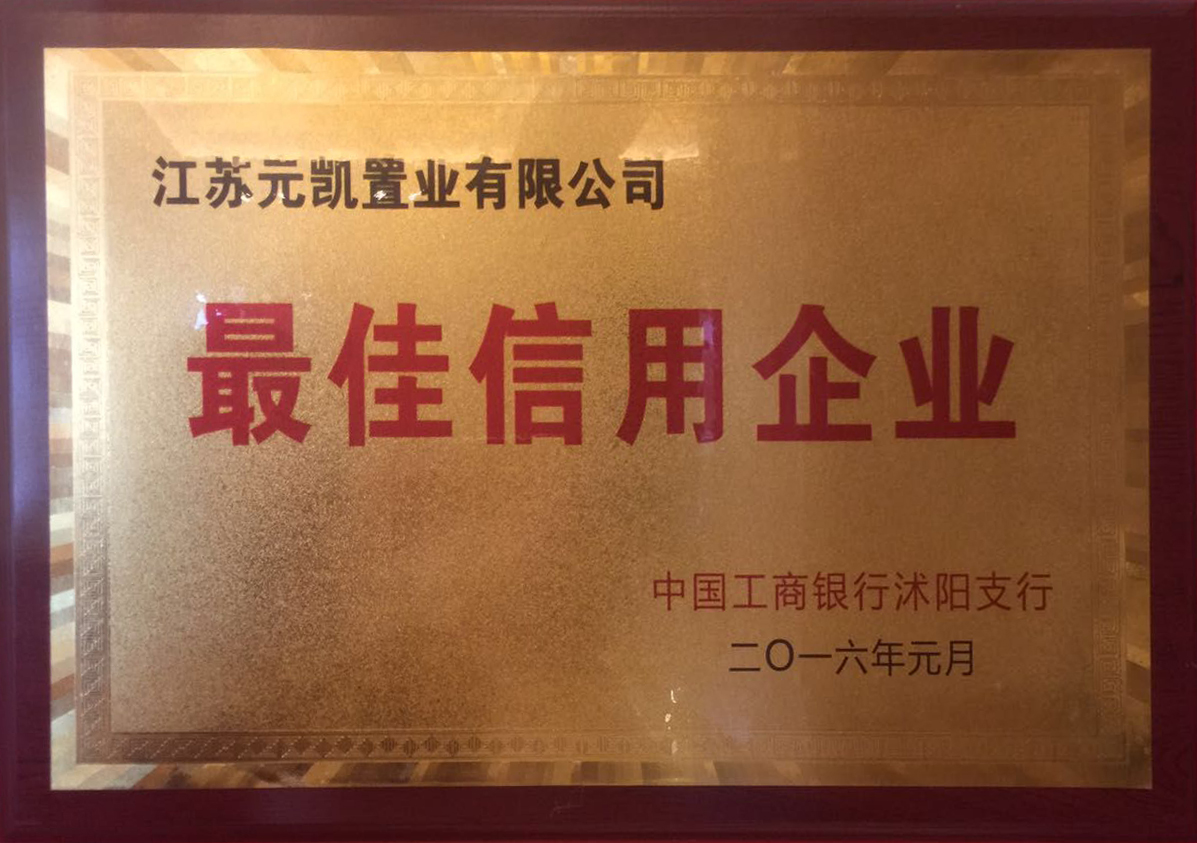 江苏元凯置业有限公司
最佳信用企业
中国工商银行沭阳支行
二〇一六年元月